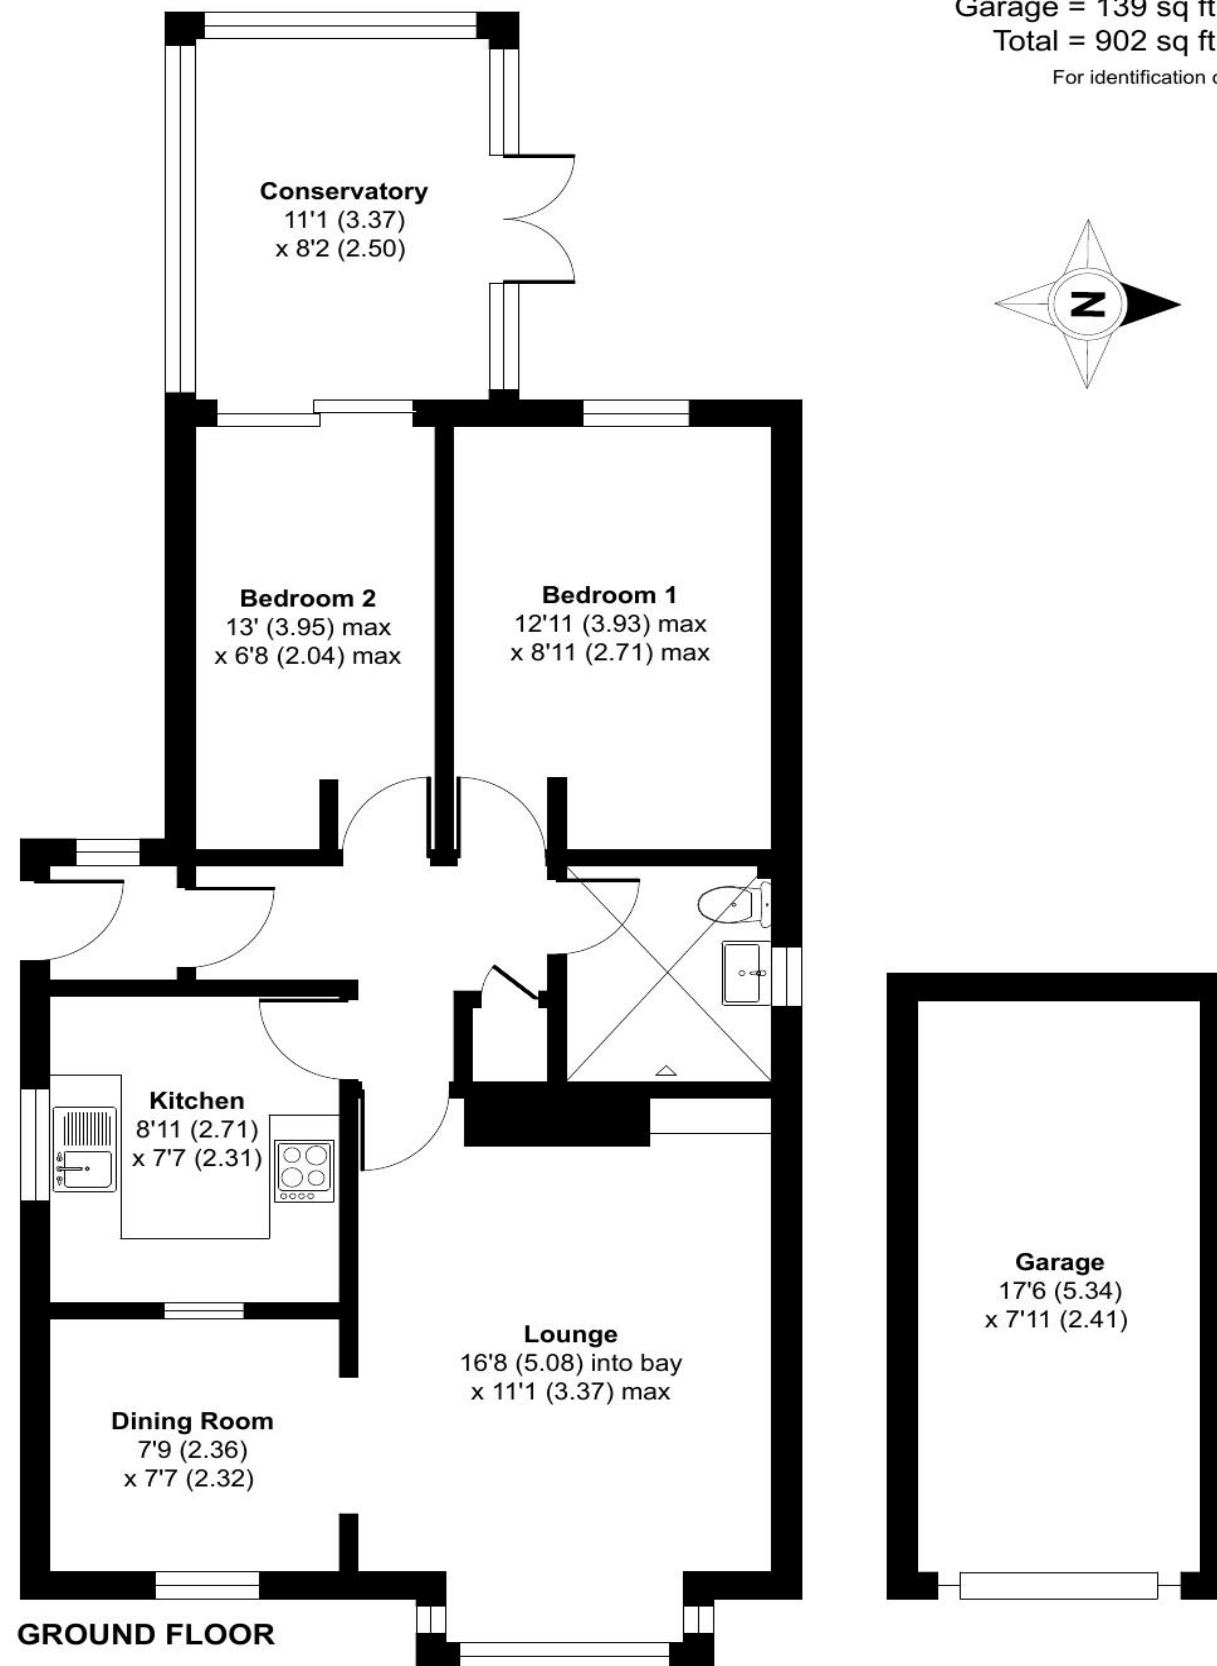 Garage = 139 sq ft
Total = 902 sq ft
For identification
Conservatory
11'1 (3.37)
x 8'2 (2.50)
N
Bedroom 2
13' (3.95) max
x 6'8 (2.04) max
Bedroom 1
12'11 (3.93) max
x 8'11 (2.71) max
Kitchen
8'11 (2.71)
x 7'7 (2.31)
Garage
17'6 (5.34)
x 7'11 (2.41)
Lounge
16'8 (5.08) into bay
x 11'1 (3.37) max
Dining Room
7'9 (2.36)
x 7'7 (2.32)
GROUND FLOOR